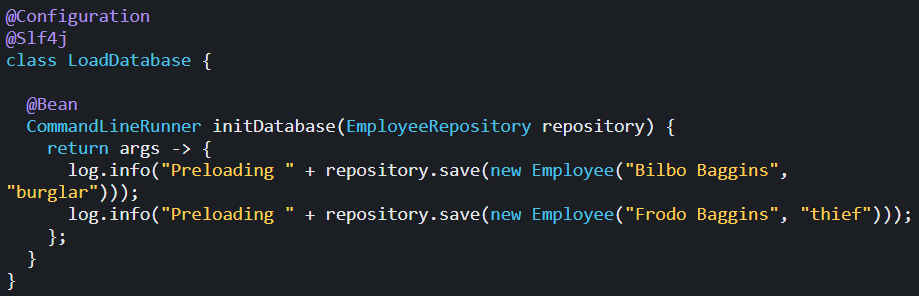 @Configuration
@Slf4j
class LoadDatabase {

  @Bean
  CommandLineRunner initDatabase(EmployeeRepository repository) {
    return args -> {
      log.info("Preloading " + repository.save(new Employee("Bilbo Baggins",
"burglar")));
      log.info("Preloading " + repository.save(new Employee("Frodo Baggins", "thief")));
    };
  }
}